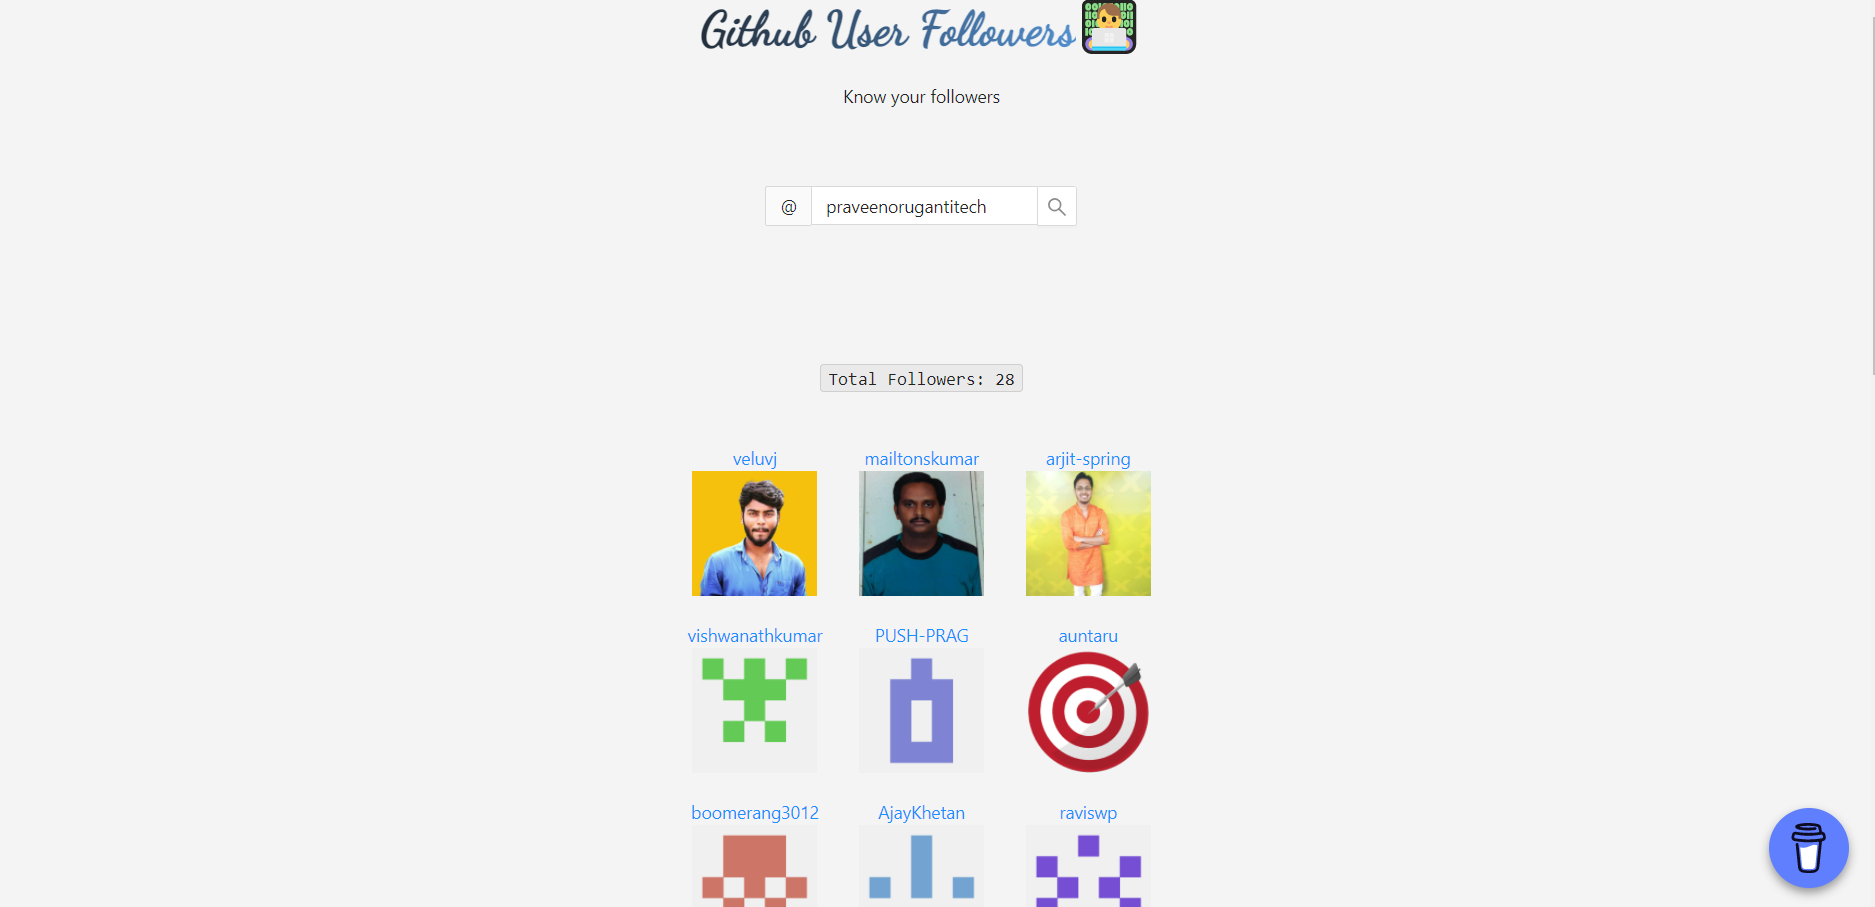 Github User Followers
Know your followers
@ praveenorugantitech
Total Followers: 28
veluvj mailtonskumar arjit-spring
vishwanathkumar PUSH-PRAG auntaru
boomerang3012 AjayKhetan raviswp